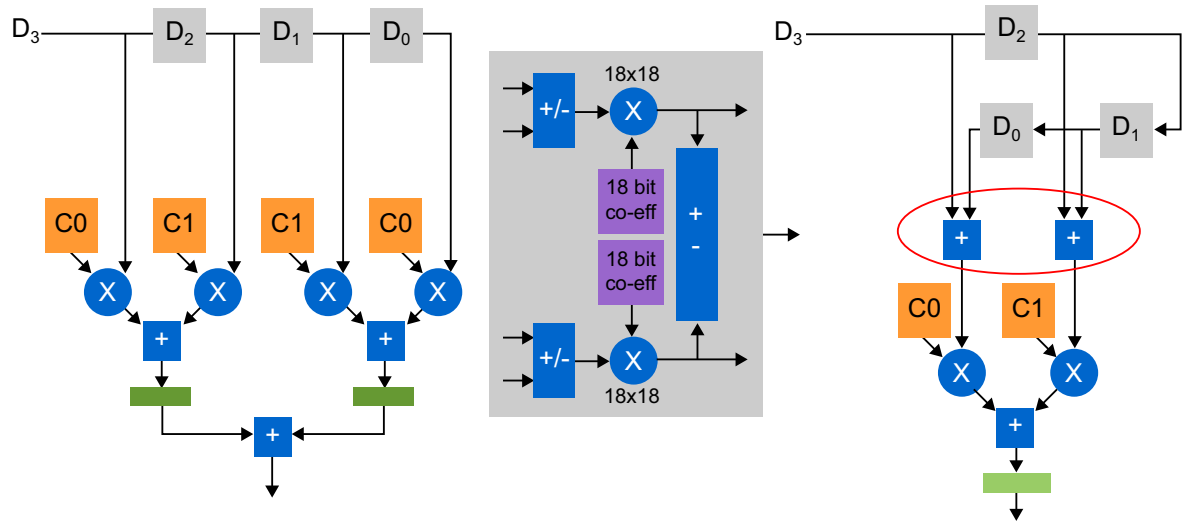 D3
D2
D1
D0
C0
C1
C1
C0
X
X
X
X
+
+
+
18x18
+/-
X
18 bit
co-eff
18 bit
co-eff
+
-
+/-
X
18x18
D3
D2
D0
D1
+
+
C0
C1
X
X
+